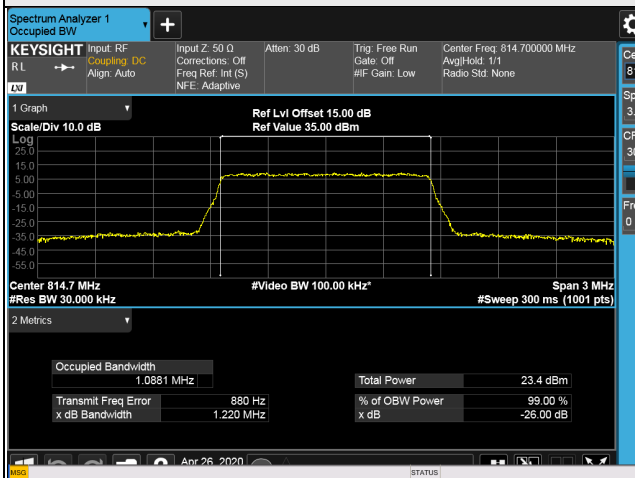 Spectrum Analyzer 1
Occupied BW
KEYSIGHT Input: RF Input Z: 50 Ω Atten: 30 dB Trig: Free Run Center Freq: 814.700000 MHz
RL Coupling: DC Corrections: Off Gate: Off Avg|Hold: 1/1
Align: Auto Freq Ref: Int (S) #IF Gain: Low Radio Std: None
LXI NFE: Adaptive
1 Graph
Ref Lvl Offset 15.00 dB
Scale/Div 10.0 dB Ref Value 35.00 dBm
Log
25.0
15.0
5.00
-5.00
-15.0
-25.0
-35.0
-45.0
-55.0
Center 814.7 MHz #Video BW 100.00 kHz* Span 3 MHz
#Res BW 30.000 kHz #Sweep 300 ms (1001 pts)
2 Metrics
Occupied Bandwidth
1.0881 MHz Total Power 23.4 dBm
Transmit Freq Error 880 Hz % of OBW Power 99.00 %
x dB Bandwidth 1.220 MHz x dB -26.00 dB
Apr 26, 2020
MSG STATUS